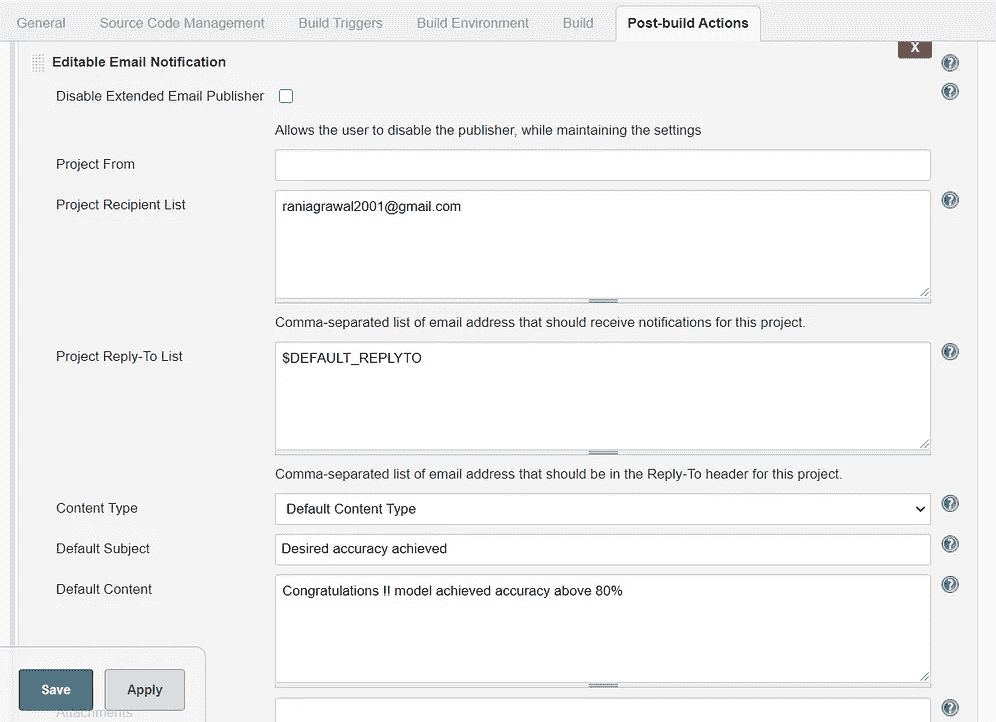 General Source Code Management Build Triggers Build Environment Build Post-build Actions
X
Editable Email Notification
Disable Extended Email Publisher
Allows the user to disable the publisher, while maintaining the settings
Project From
Project Recipient List
raniagrawal2001@gmail.com
Comma-separated list of email address that should receive notifications for this project.
Project Reply-To List
$DEFAULT_REPLYTO
Comma-separated list of email address that should be in the Reply-To header for this project.
Content Type
Default Content Type
Default Subject
Desired accuracy achieved
Default Content
Congratulations !! model achieved accuracy above 80%
Save Apply
Attachments